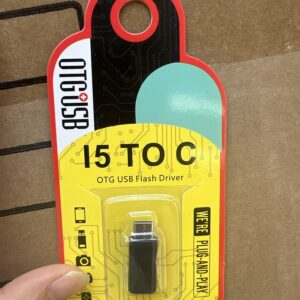 OTG+USB
I5 TO C
OTG USB Flash Driver
WE'RE PLUG-AND-PLAY